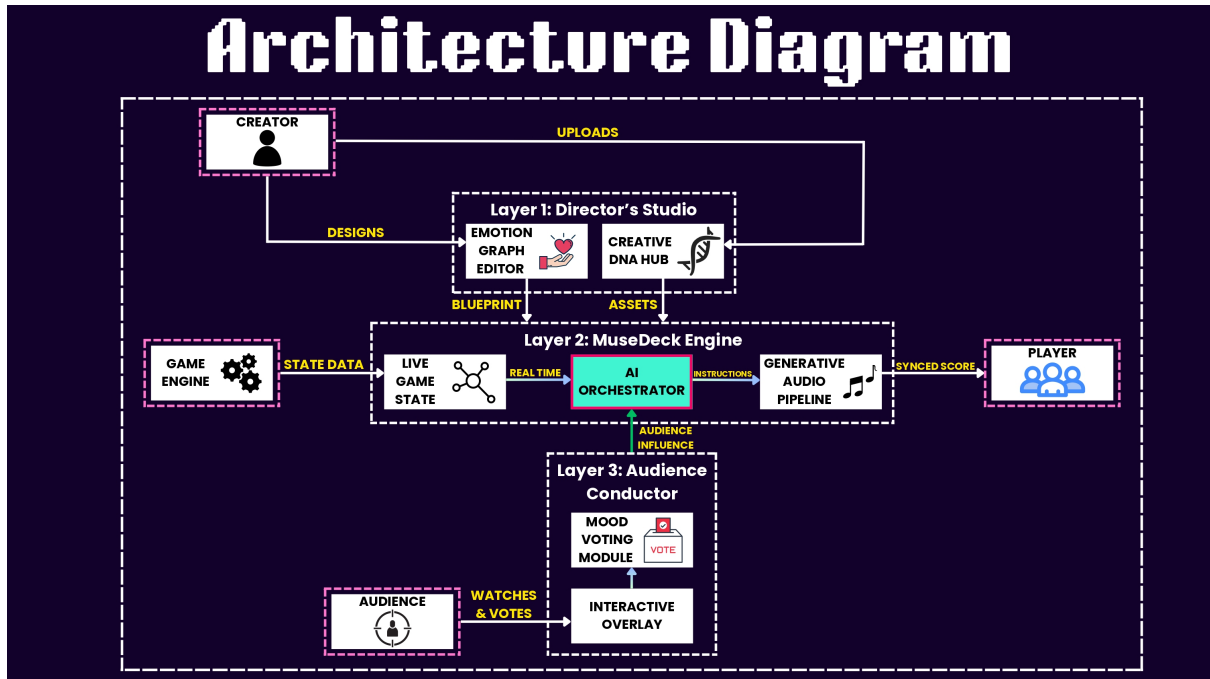 Architecture Diagram
CREATOR
UPLOADS
DESIGNS
Layer 1: Director's Studio
EMOTION
GRAPH
EDITOR
CREATIVE
DNA HUB
BLUEPRINT
ASSETS
Layer 2: MuseDeck Engine
GAME
ENGINE
STATE DATA
LIVE
GAME
STATE
REAL TIME
AI
ORCHESTRATOR
INSTRUCTIONS
GENERATIVE
AUDIO
PIPELINE
SYNCED SCORE
PLAYER
AUDIENCE
INFLUENCE
Layer 3: Audience
Conductor
MOOD
VOTING
MODULE
VOTE
AUDIENCE
WATCHES
& VOTES
INTERACTIVE
OVERLAY